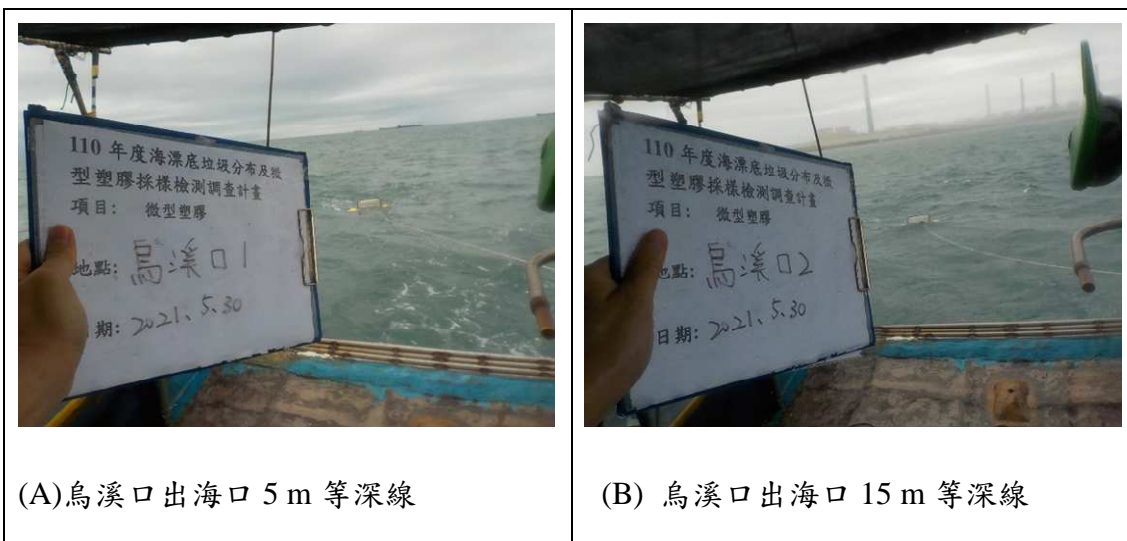 110 年度海漂底垃圾分布及微
型塑膠採樣檢測調查計畫
項目: 微型塑膠
地點: 烏溪口1
期: 2021、5.30
110 年度海漂底垃圾分布及微
型塑膠採樣檢測調查計畫
項目: 微型塑膠
地點: 烏溪口2
日期: 2021、5.30
(A)烏溪口出海口 5 m 等深線
(B) 烏溪口出海口 15 m 等深線